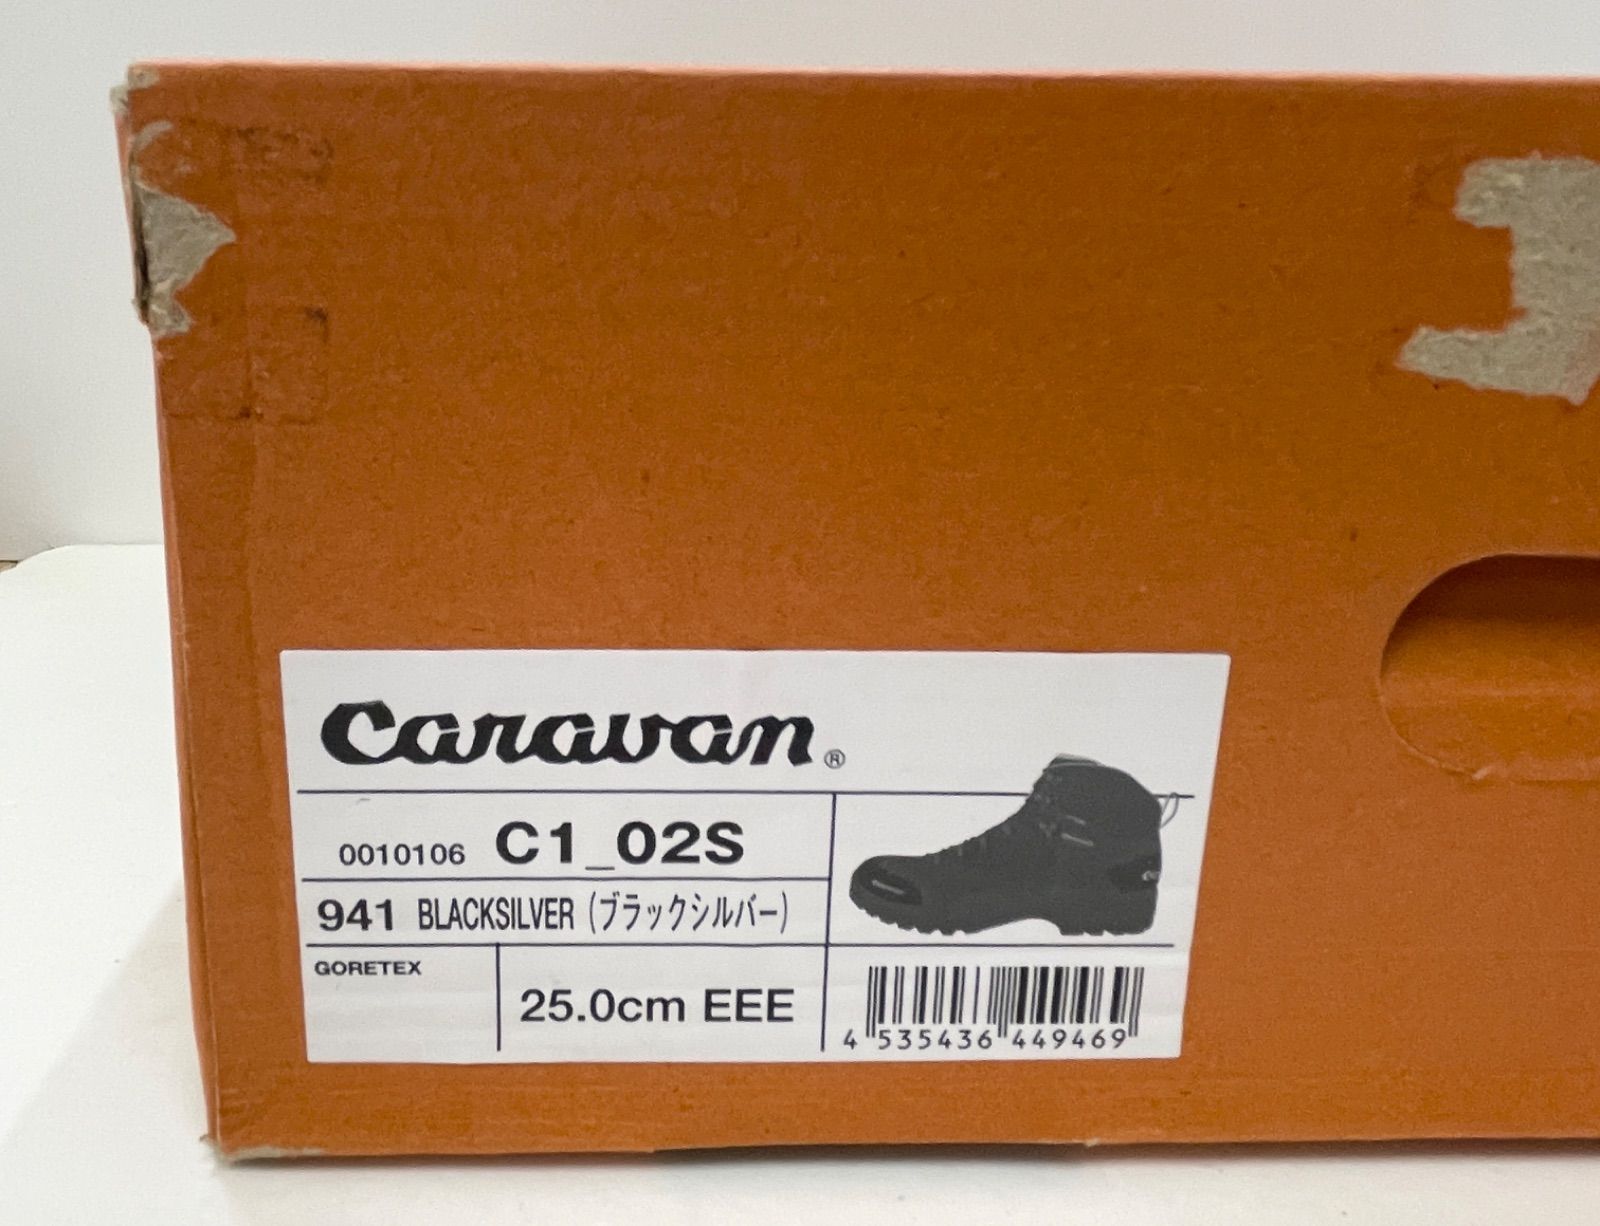 Caravan®
0010106 C1_02S
941 BLACKSILVER (ブラックシルバー)
GORETEX
25.0cm EEE
4 535436 449469